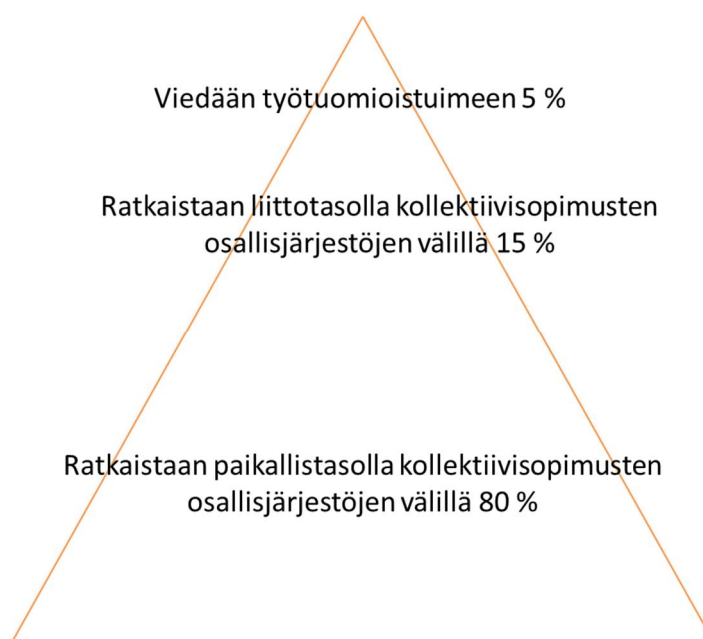 Viedään työtuomioistuimeen 5 %
Ratkaistaan liittotasolla kollektiivisopimusten
osallisjärjestöjen välillä 15 %
Ratkaistaan paikallistasolla kollektiivisopimusten
osallisjärjestöjen välillä 80 %